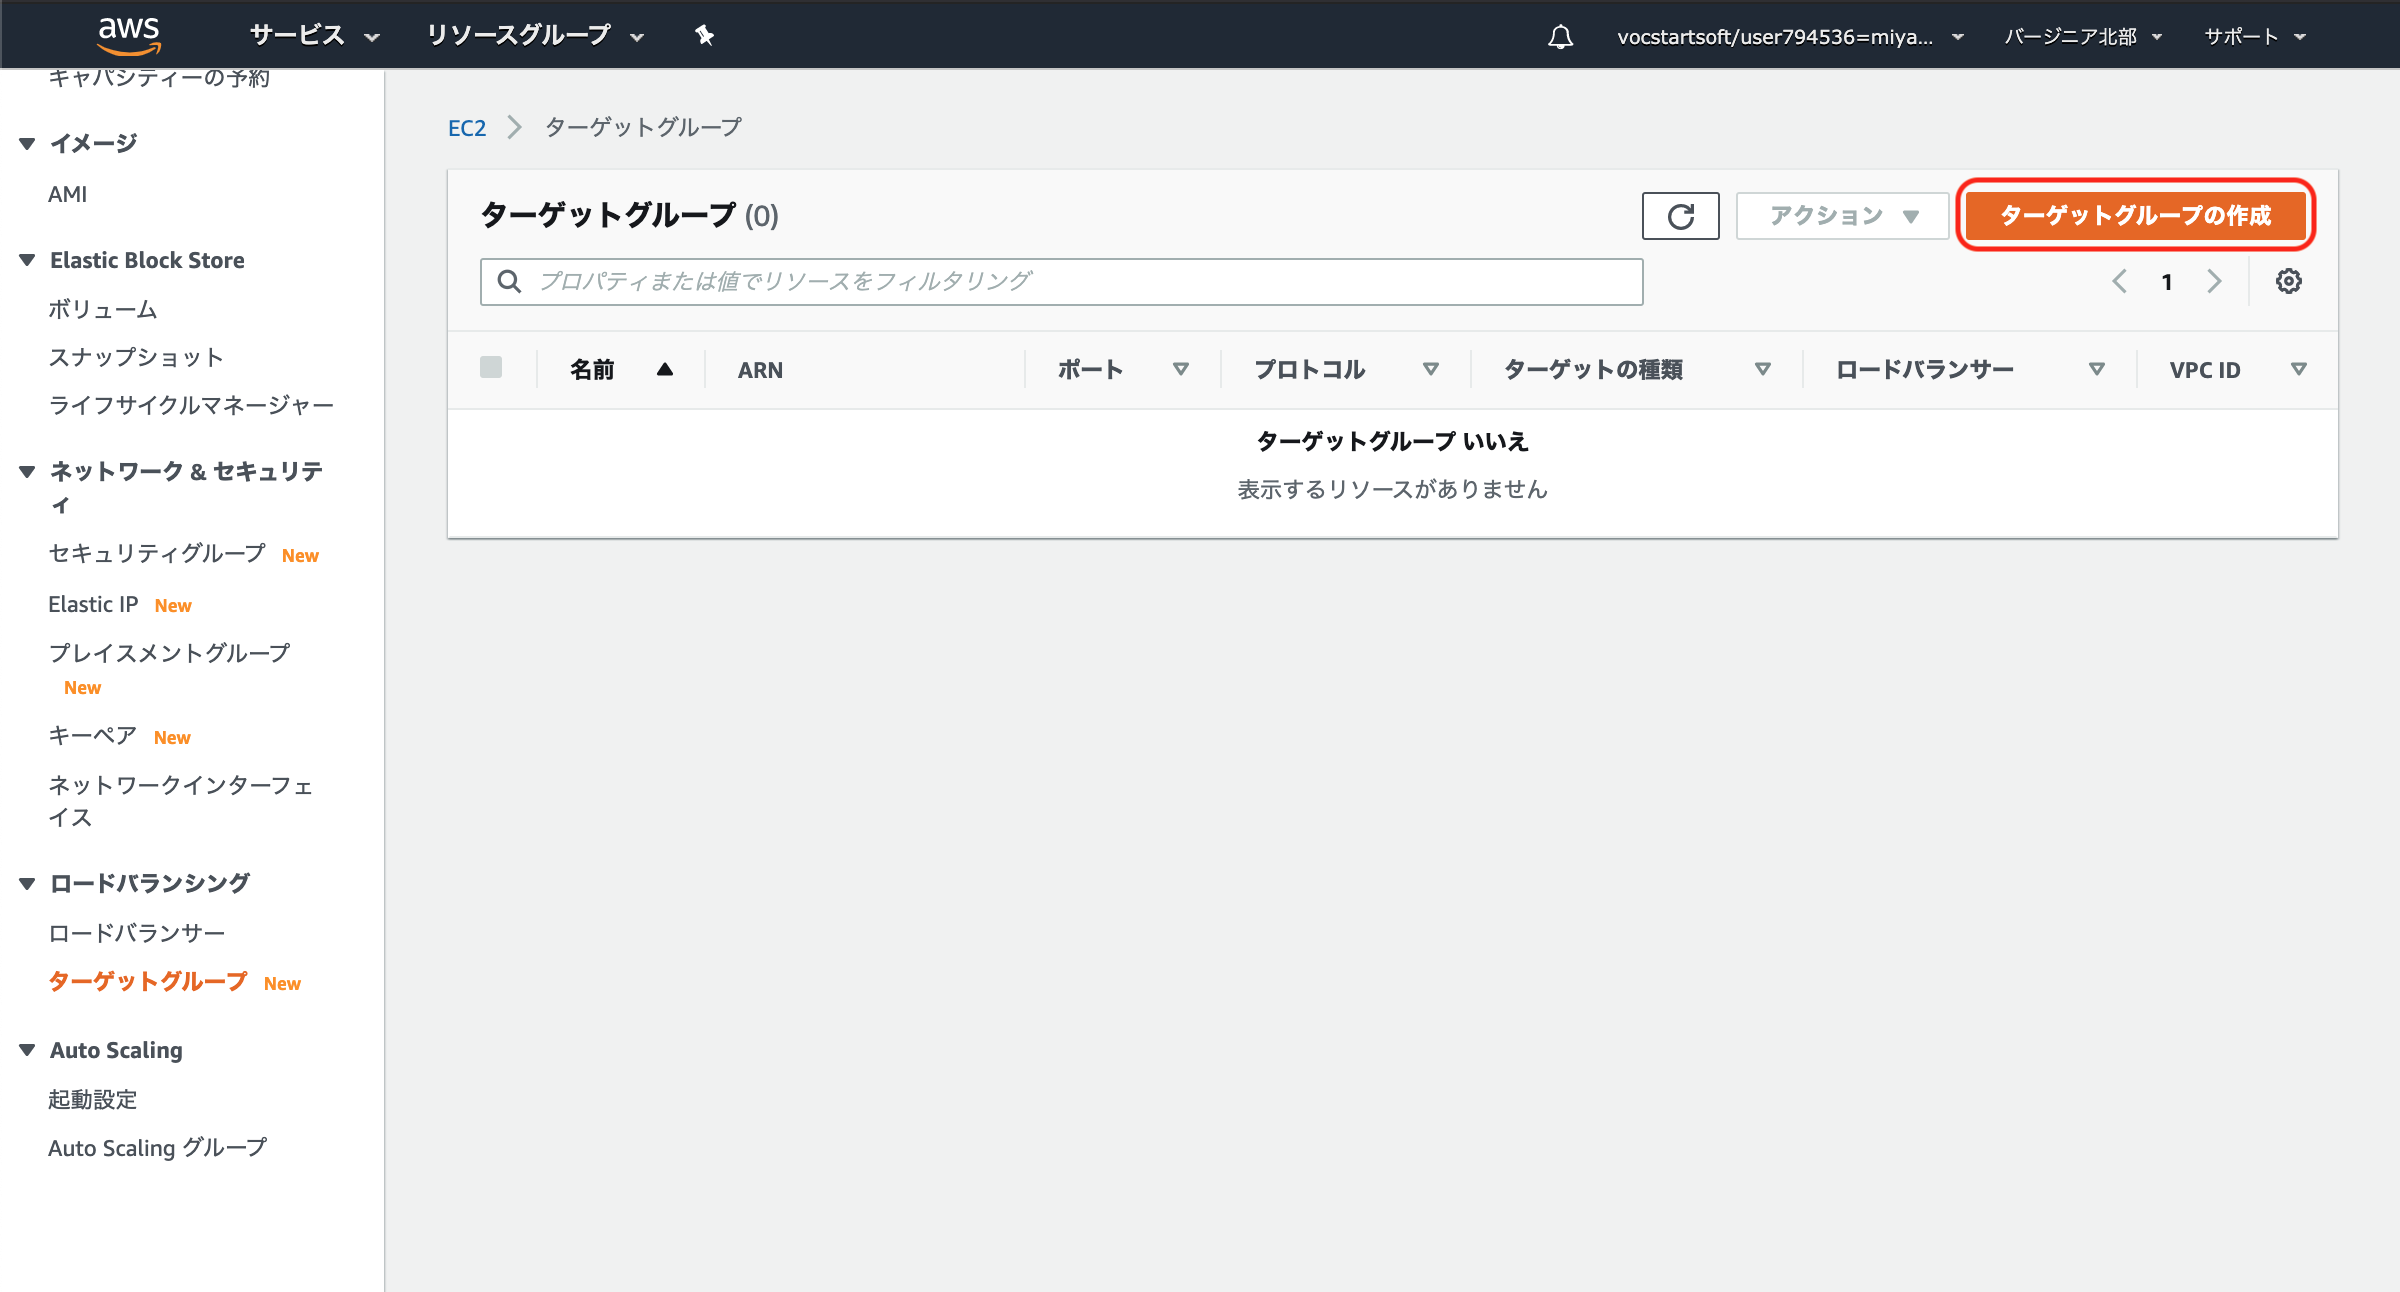 aws サービス リソースグループ vocstartsoft/user794536=miya... バージニア北部 サポート
キャパシティーの予約
イメージ
AMI
Elastic Block Store
ボリューム
スナップショット
ライフサイクルマネージャー
ネットワーク & セキュリテ
ィ
セキュリティグループ New
Elastic IP New
プレイスメントグループ
New
キーペア New
ネットワークインターフェ
イス
ロードバランシング
ロードバランサー
ターゲットグループ New
Auto Scaling
起動設定
Auto Scaling グループ
EC2 ターゲットグループ
ターゲットグループ (0) アクション ターゲットグループの作成
プロパティまたは値でリソースをフィルタリング 1
名前 ARN ポート プロトコル ターゲットの種類 ロードバランサー VPC ID
ターゲットグループ いいえ
表示するリソースがありません